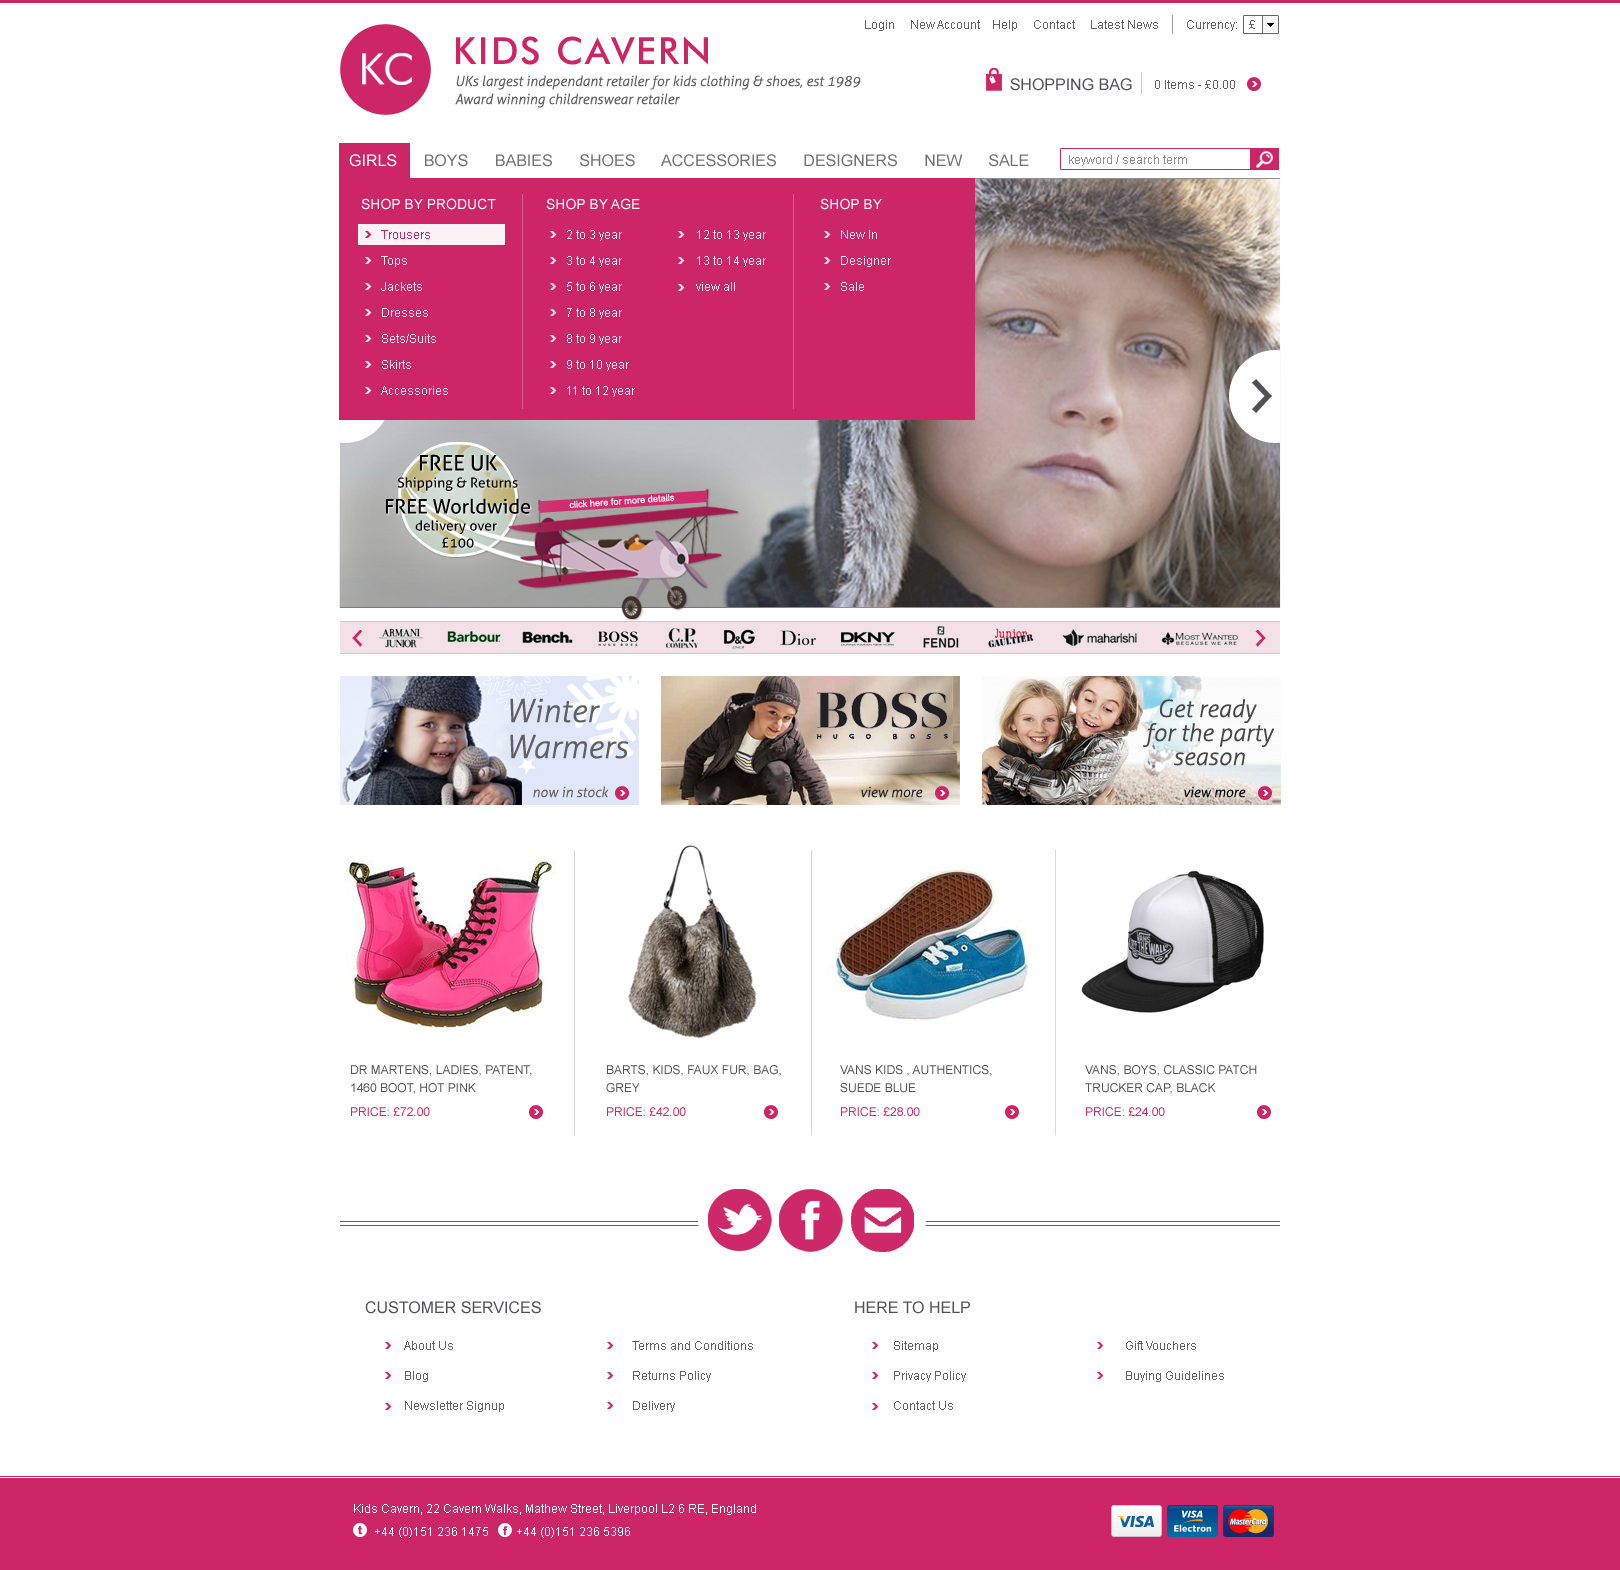 Login New Account Help Contact Latest News Currency: £
KC
KIDS CAVERN
UKs largest independant retailer for kids clothing & shoes, est 1989
Award winning childrenswear retailer
SHOPPING BAG 0 Items - £0.00
GIRLS BOYS BABIES SHOES ACCESSORIES DESIGNERS NEW SALE keyword / search term
SHOP BY PRODUCT
Trousers
Tops
Jackets
Dresses
Sets/Suits
Skirts
Accessories
SHOP BY AGE
2 to 3 year
3 to 4 year
5 to 6 year
7 to 8 year
8 to 9 year
9 to 10 year
11 to 12 year
12 to 13 year
13 to 14 year
view all
SHOP BY
New In
Designer
Sale
FREE UK
Shipping & Returns
FREE Worldwide
delivery over
£100
click here for more details
ARMANI
JUNIOR
Barbour
Bench.
BOSS
HUGO BOSS
C.P.
COMPANY
D&G
JUNIOR
Dior
DKNY
FENDI
Junior
GAULTIER
maharishi
MOST WANTED
BECAUSE WE ARE
Winter
Warmers
now in stock
BOSS
HUGO BOSS
view more
Get ready
for the party
season
view more
VANS
OFF THE WALL
DR MARTENS, LADIES, PATENT,
1460 BOOT, HOT PINK
PRICE: £72.00
BARTS, KIDS, FAUX FUR, BAG,
GREY
PRICE: £42.00
VANS KIDS , AUTHENTICS,
SUEDE BLUE
PRICE: £28.00
VANS, BOYS, CLASSIC PATCH
TRUCKER CAP, BLACK
PRICE: £24.00
CUSTOMER SERVICES
About Us
Blog
Newsletter Signup
Terms and Conditions
Returns Policy
Delivery
HERE TO HELP
Sitemap
Privacy Policy
Contact Us
Gift Vouchers
Buying Guidelines
Kids Cavern, 22 Cavern Walks, Mathew Street, Liverpool L2 6 RE, England
t +44 (0)151 236 1475 f +44 (0)151 236 5396
VISA
VISA
Electron
MasterCard